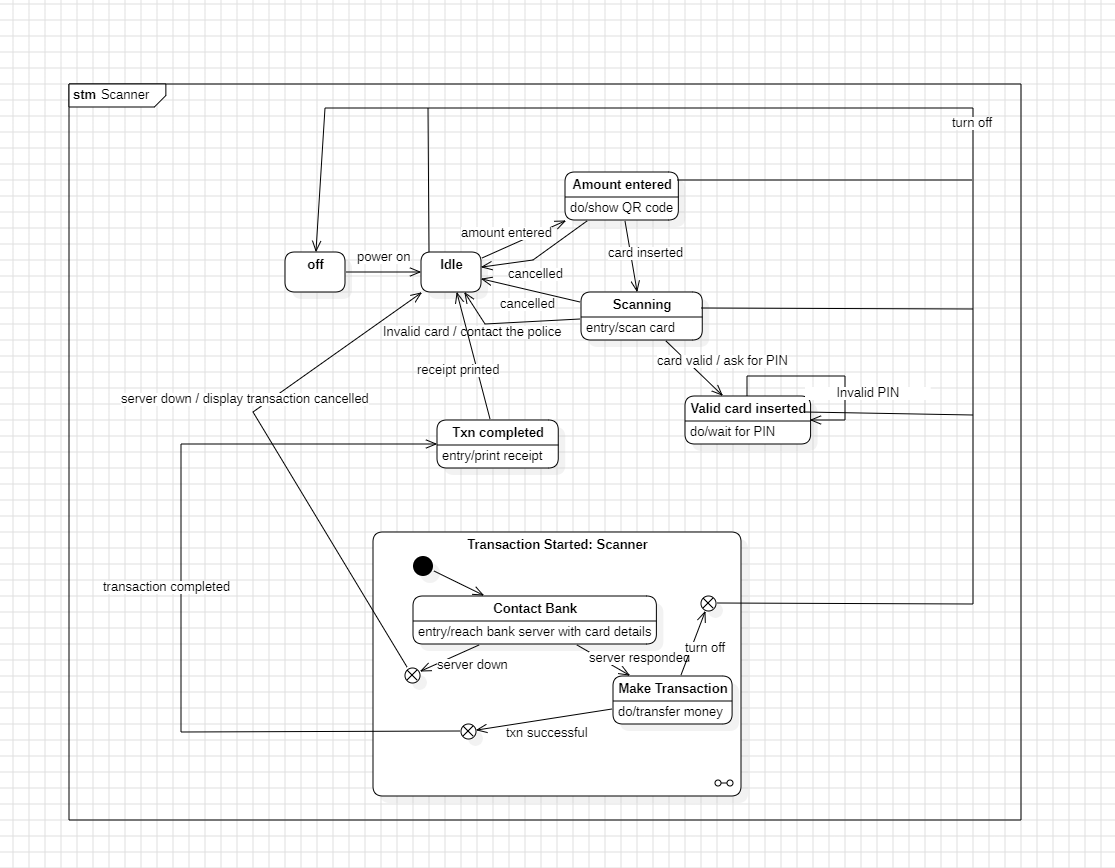 stm Scanner
turn off
Amount entered
do/show QR code
amount entered
power on
card inserted
off
Idle
cancelled
cancelled
Scanning
entry/scan card
Invalid card / contact the police
card valid / ask for PIN
receipt printed
Invalid PIN
server down / display transaction cancelled
Valid card inserted
do/wait for PIN
Txn completed
entry/print receipt
Transaction Started: Scanner
transaction completed
Contact Bank
entry/reach bank server with card details
turn off
server responded
server down
Make Transaction
do/transfer money
txn successful